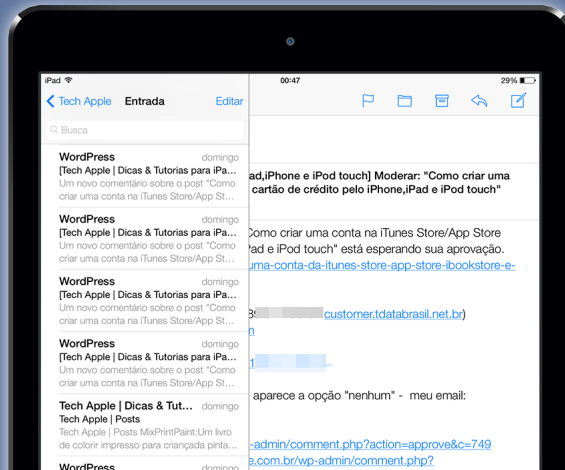 iPad
00:47
29%
Tech Apple
Entrada
Editar
Busca
WordPress domingo
[Tech Apple | Dicas & Tutorias para iPa...
Um novo comentário sobre o post "Como
criar uma conta na iTunes Store/App St...
WordPress domingo
[Tech Apple | Dicas & Tutorias para iPa...
Um novo comentário sobre o post "Como
criar uma conta na iTunes Store/App St...
WordPress domingo
[Tech Apple | Dicas & Tutorias para iPa...
Um novo comentário sobre o post "Como
criar uma conta na iTunes Store/App St...
WordPress domingo
[Tech Apple | Dicas & Tutorias para iPa...
Um novo comentário sobre o post "Como
criar uma conta na iTunes Store/App St...
Tech Apple | Dicas & Tut... domingo
Tech Apple | Posts
Tech Apple | Posts MixPrintPaint:Um livro
de colorir impresso para criançada pinta...
WordPress domingo
ad,iPhone e iPod touch] Moderar: "Como criar uma
cartão de crédito pelo iPhone,iPad e iPod touch"
Como criar uma conta na iTunes Store/App Store
Pad e iPod touch" está esperando sua aprovação.
uma-conta-da-itunes-store-app-store-ibookstore-e-
customer.tdatabrasil.net.br)
aparece a opção "nenhum" - meu email:
-admin/comment.php?action=approve&c=749
e.com.br/wp-admin/comment.php?